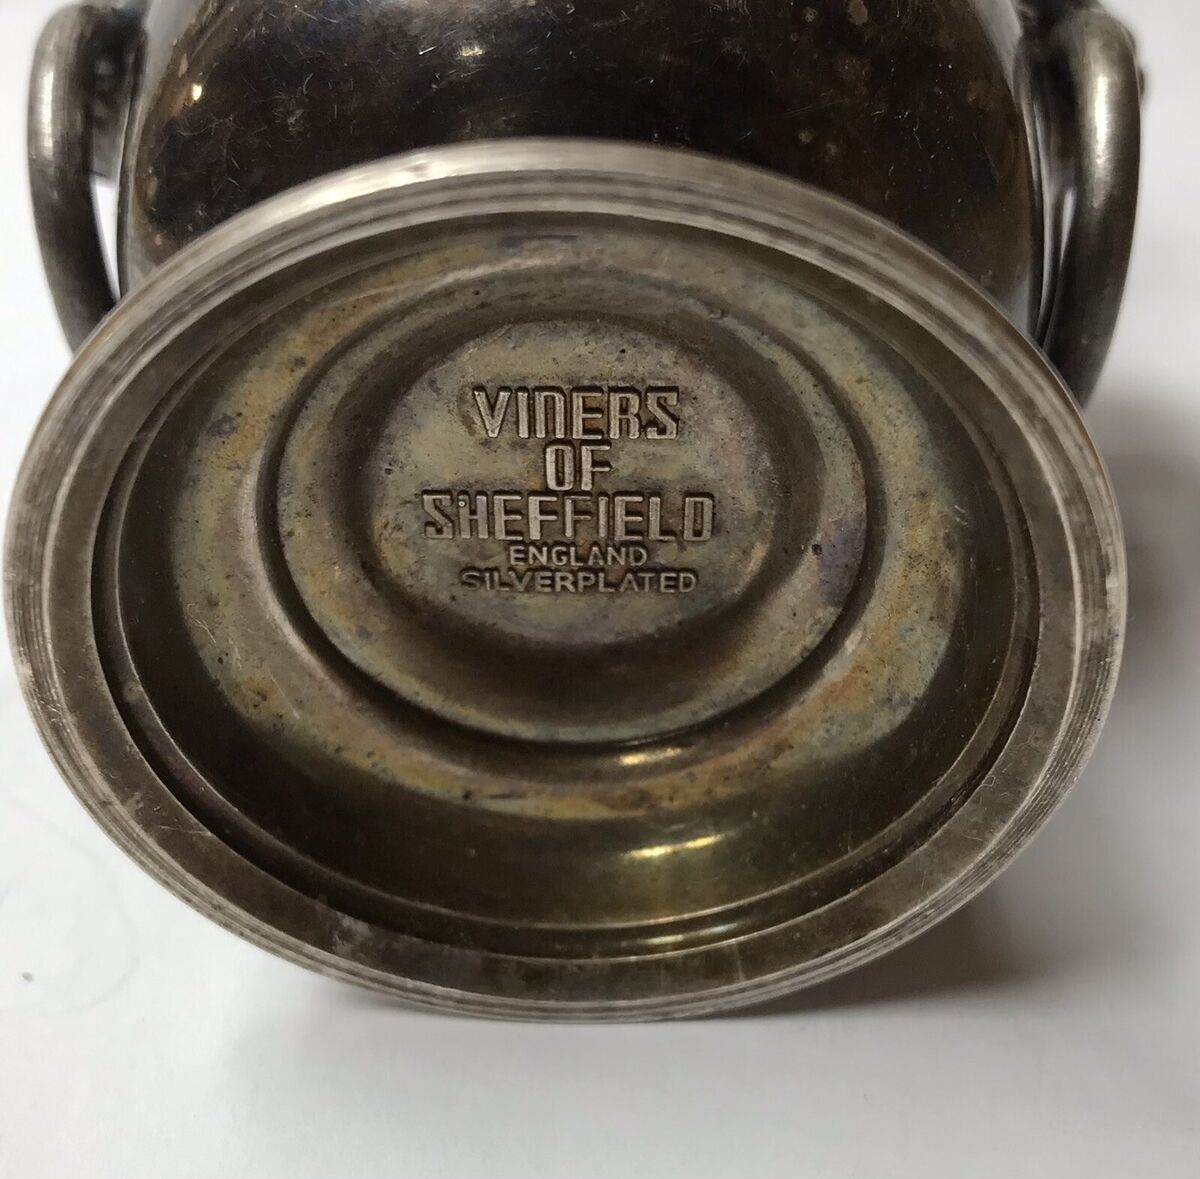 VINERS
OF
SHEFFIELD
ENGLAND
SILVERPLATED